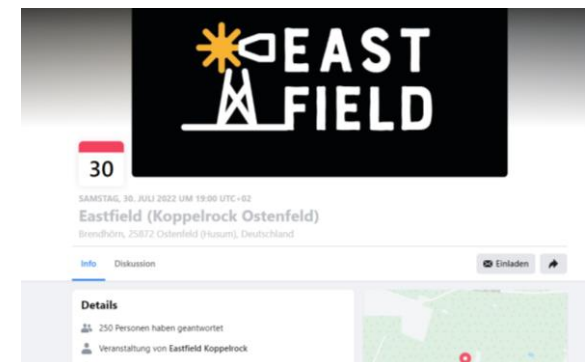 EAST
FIELD
30
SAMSTAG, 30. JULI 2022 UM 19:00 UTC+02
Eastfield (Koppelrock Ostenfeld)
Brendhörn, 25872 Ostenfeld (Husum), Deutschland
Info Diskussion Einladen
Details
250 Personen haben geantwortet
Veranstaltung von Eastfield Koppelrock